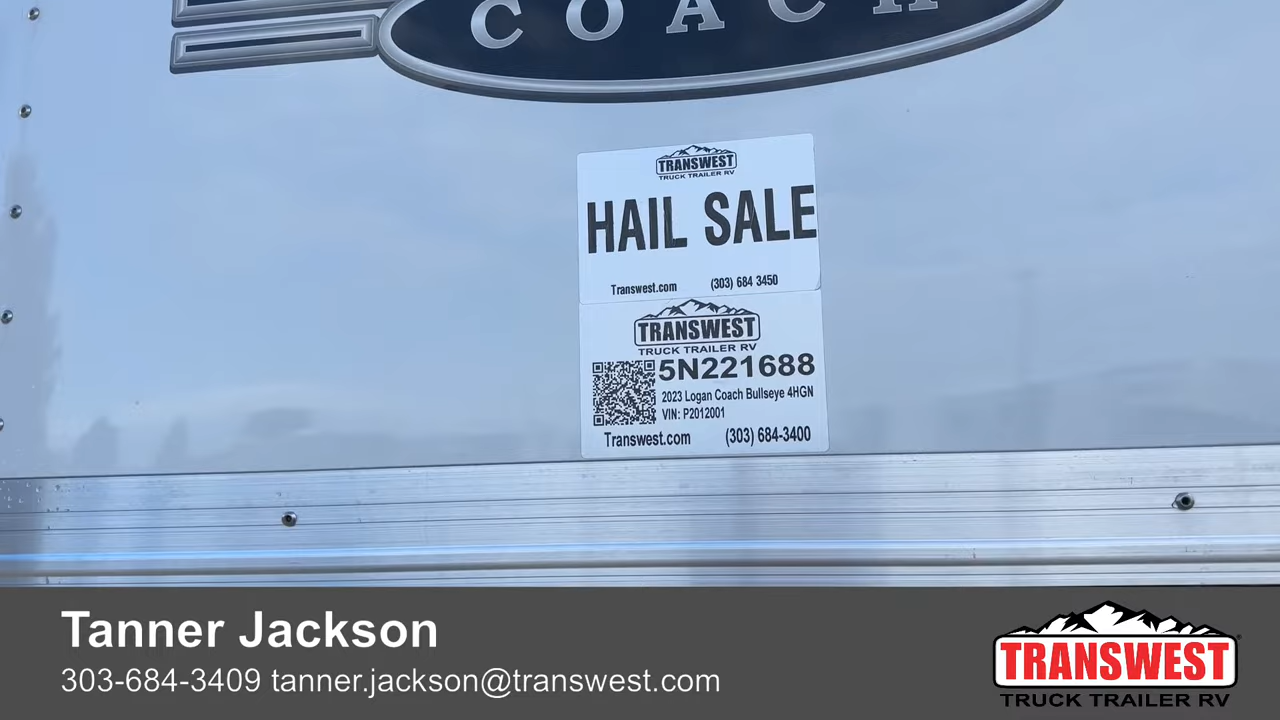 COACH
TRANSWEST
TRUCK TRAILER RV
HAIL SALE
Transwest.com (303) 684 3450
TRANSWEST
TRUCK TRAILER RV
5N221688
2023 Logan Coach Bullseye 4HGN
VIN: P2012001
Transwest.com (303) 684-3400
Tanner Jackson
303-684-3409 tanner.jackson@transwest.com
TRANSWEST
TRUCK TRAILER RV